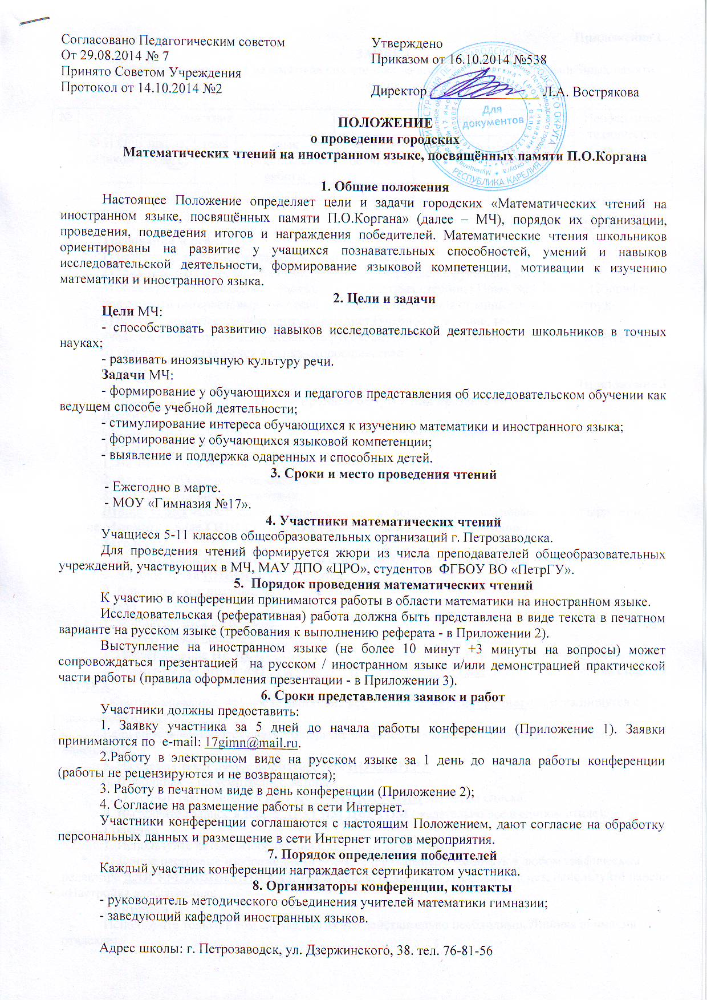 Согласовано Педагогическим советом
От 29.08.2014 № 7
Принято Советом Учреждения
Протокол от 14.10.2014 №2
Утверждено
Приказом от 16.10.2014 №538
Директор Л.А. Вострякова
Для
документов
РЕСПУБЛИКА КАРЕЛИЯ
ПОЛОЖЕНИЕ
о проведении городских
Математических чтений на иностранном языке, посвящённых памяти П.О.Коргана
1. Общие положения
Настоящее Положение определяет цели и задачи городских «Математических чтений на
иностранном языке, посвящённых памяти П.О.Коргана» (далее – МЧ), порядок их организации,
проведения, подведения итогов и награждения победителей. Математические чтения школьников
ориентированы на развитие у учащихся познавательных способностей, умений и навыков
исследовательской деятельности, формирование языковой компетенции, мотивации к изучению
математики и иностранного языка.
2. Цели и задачи
Цели МЧ:
- способствовать развитию навыков исследовательской деятельности школьников в точных
науках;
- развивать иноязычную культуру речи.
Задачи МЧ:
- формирование у обучающихся и педагогов представления об исследовательском обучении как
ведущем способе учебной деятельности;
- стимулирование интереса обучающихся к изучению математики и иностранного языка;
- формирование у обучающихся языковой компетенции;
- выявление и поддержка одаренных и способных детей.
3. Сроки и место проведения чтений
- Ежегодно в марте.
- МОУ «Гимназия №17».
4. Участники математических чтений
Учащиеся 5-11 классов общеобразовательных организаций г. Петрозаводска.
Для проведения чтений формируется жюри из числа преподавателей общеобразовательных
учреждений, участвующих в МЧ, МАУ ДПО «ЦРО», студентов ФГБОУ ВО «ПетрГУ».
5. Порядок проведения математических чтений
К участию в конференции принимаются работы в области математики на иностранном языке.
Исследовательская (реферативная) работа должна быть представлена в виде текста в печатном
варианте на русском языке (требования к выполнению реферата - в Приложении 2).
Выступление на иностранном языке (не более 10 минут +3 минуты на вопросы) может
сопровождаться презентацией на русском / иностранном языке и/или демонстрацией практической
части работы (правила оформления презентации - в Приложении 3).
6. Сроки представления заявок и работ
Участники должны предоставить:
1. Заявку участника за 5 дней до начала работы конференции (Приложение 1). Заявки
принимаются по e-mail: 17gimn@mail.ru.
2.Работу в электронном виде на русском языке за 1 день до начала работы конференции
(работы не рецензируются и не возвращаются);
3. Работу в печатном виде в день конференции (Приложение 2);
4. Согласие на размещение работы в сети Интернет.
Участники конференции соглашаются с настоящим Положением, дают согласие на обработку
персональных данных и размещение в сети Интернет итогов мероприятия.
7. Порядок определения победителей
Каждый участник конференции награждается сертификатом участника.
8. Организаторы конференции, контакты
- руководитель методического объединения учителей математики гимназии;
- заведующий кафедрой иностранных языков.
Адрес школы: г. Петрозаводск, ул. Дзержинского, 38. тел. 76-81-56